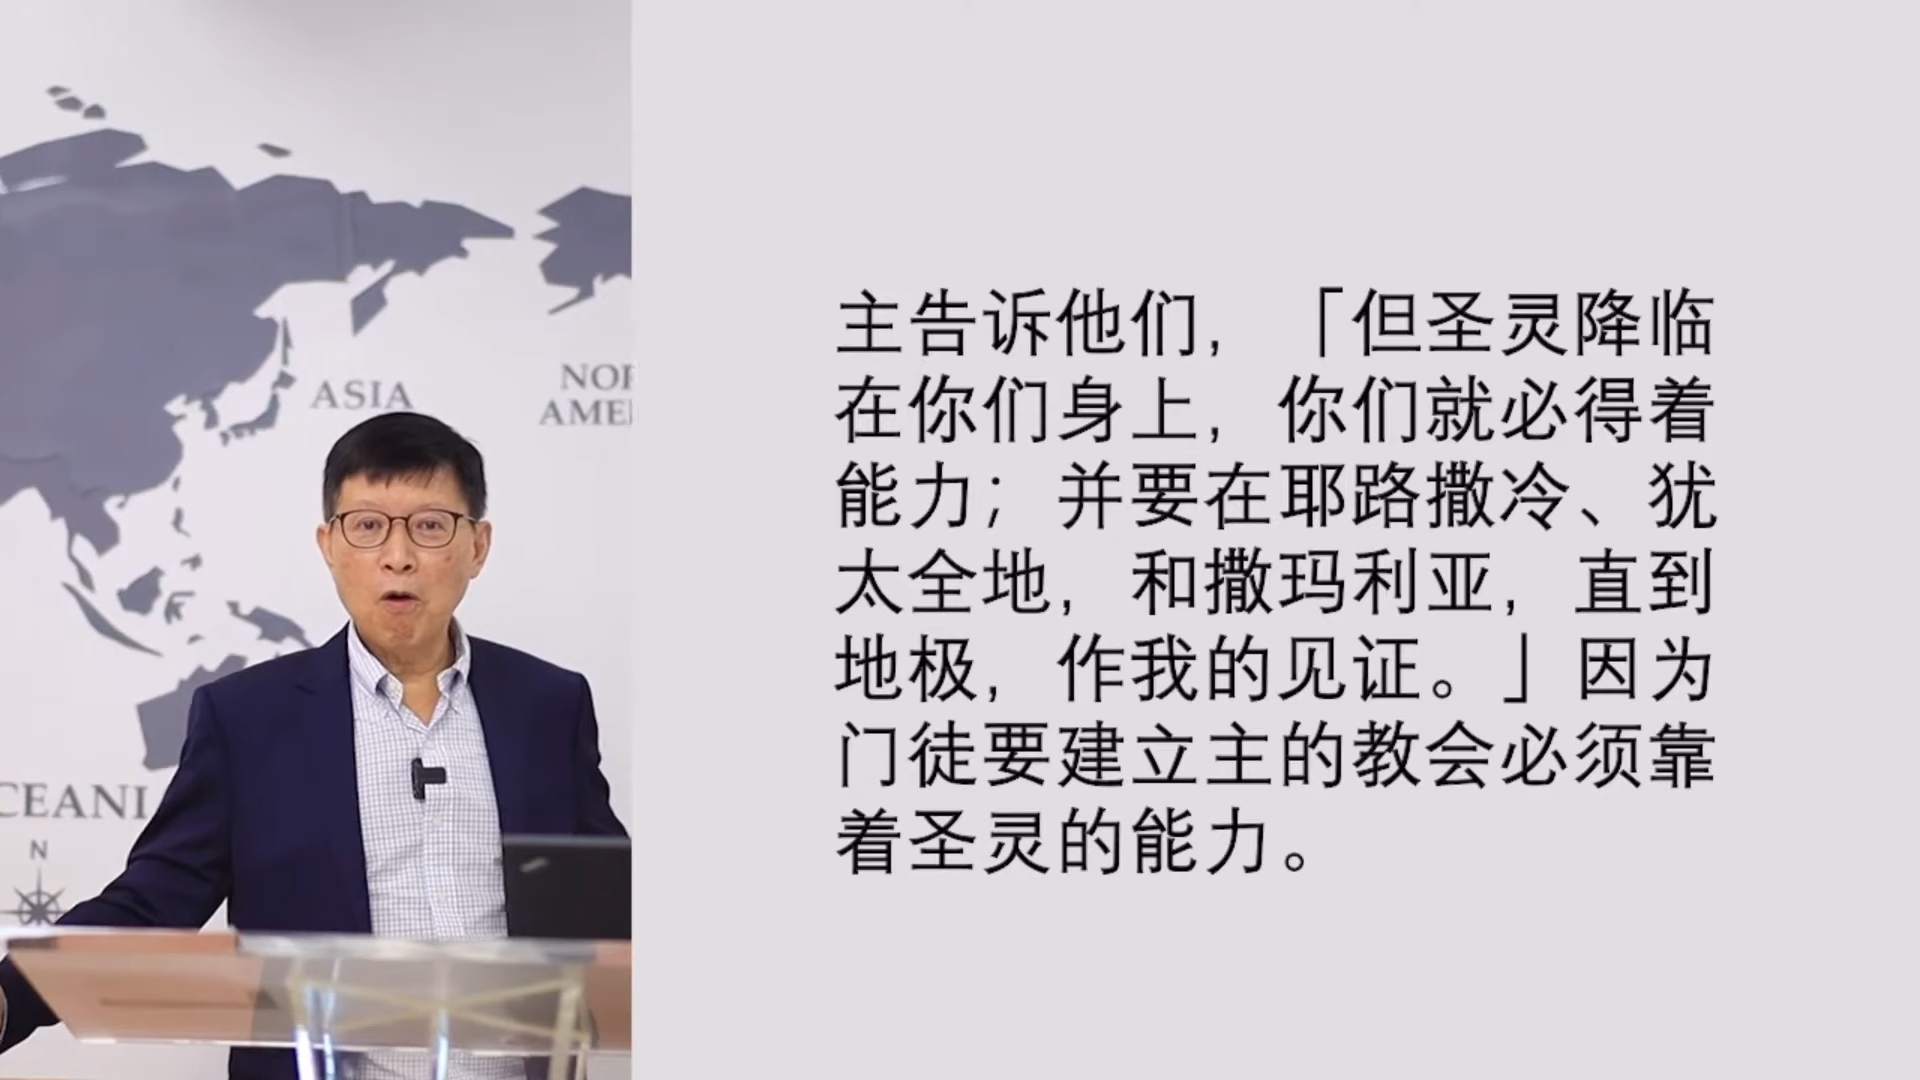 ASIA
NOR
AME
CEANI
N
主告诉他们，「但圣灵降临
在你们身上，你们就必得着
能力；并要在耶路撒冷、犹
太全地，和撒玛利亚，直到
地极，作我的见证。」因为
门徒要建立主的教会必须靠
着圣灵的能力。